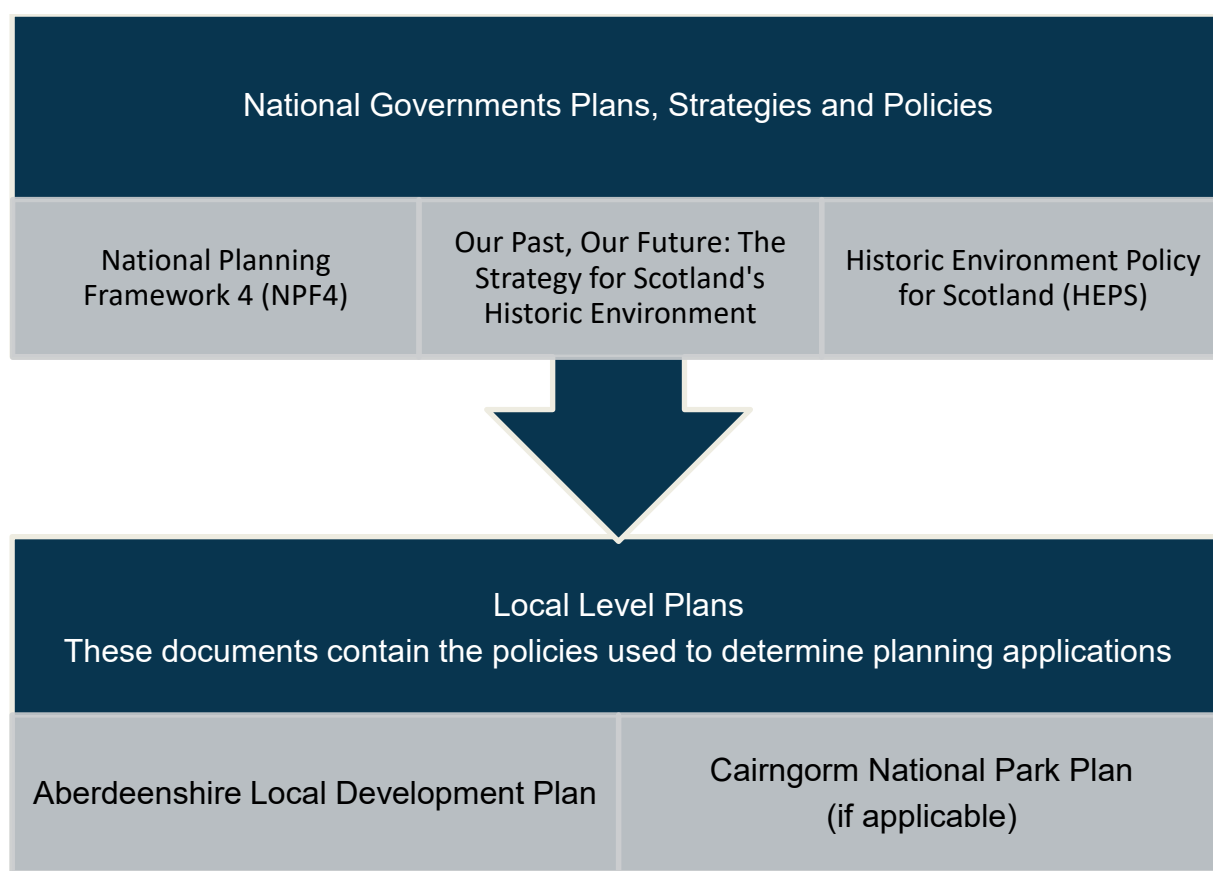 National Governments Plans, Strategies and Policies
National Planning
Framework 4 (NPF4)
Our Past, Our Future: The
Strategy for Scotland's
Historic Environment
Historic Environment Policy
for Scotland (HEPS)
Local Level Plans
These documents contain the policies used to determine planning applications
Aberdeenshire Local Development Plan
Cairngorm National Park Plan
(if applicable)